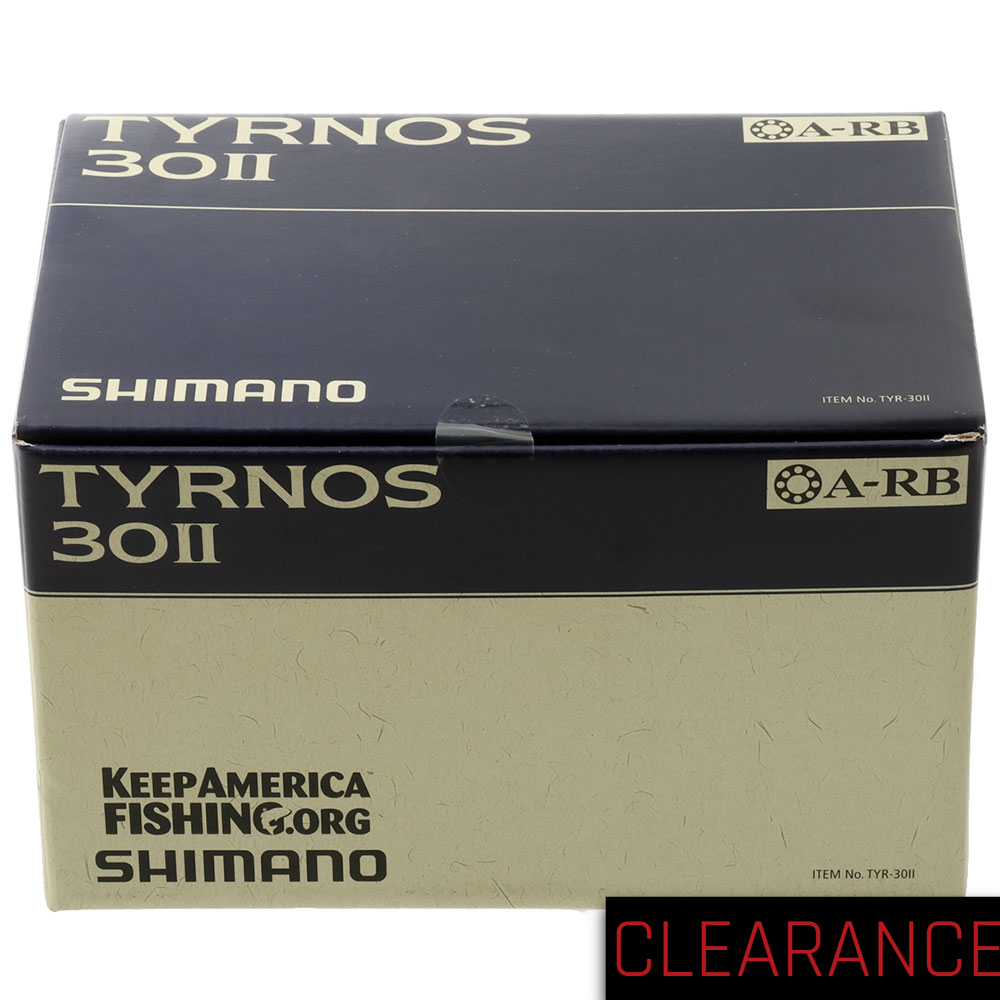 TYRNOS
30II
A-RB
SHIMANO
ITEM No. TYR-30II
TYRNOS
30II
A-RB
KEEPAMERICA™
FISHING.ORG
SHIMANO
ITEM No. TYR-30II
CLEARANCE